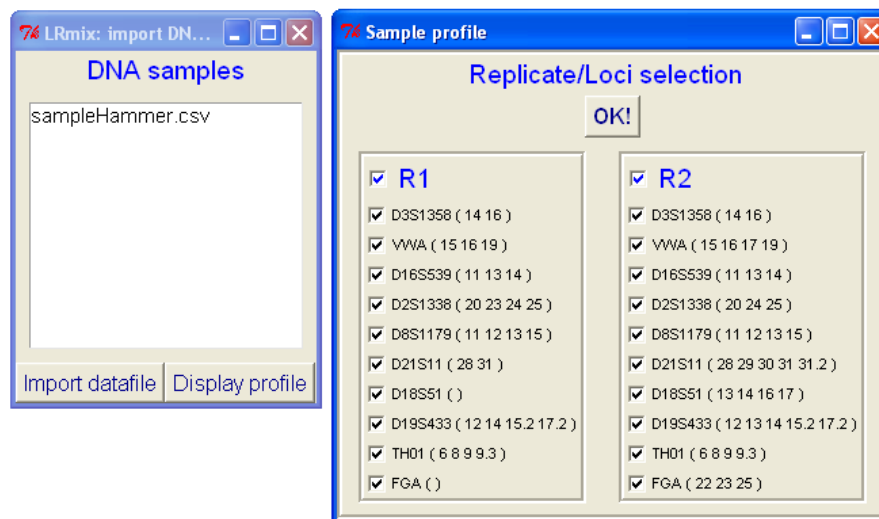 LRmix: import DN...
DNA samples
sampleHammer.csv
Import datafile
Display profile
Sample profile
Replicate/Loci selection
OK!
R1
D3S1358 ( 14 16 )
VWA ( 15 16 19 )
D16S539 ( 11 13 14 )
D2S1338 ( 20 23 24 25 )
D8S1179 ( 11 12 13 15 )
D21S11 ( 28 31 )
D18S51 ( )
D19S433 ( 12 14 15.2 17.2 )
TH01 ( 6 8 9 9.3 )
FGA ( )
R2
D3S1358 ( 14 16 )
VWA ( 15 16 17 19 )
D16S539 ( 11 13 14 )
D2S1338 ( 20 24 25 )
D8S1179 ( 11 12 13 15 )
D21S11 ( 28 29 30 31 31.2 )
D18S51 ( 13 14 16 17 )
D19S433 ( 12 13 14 15.2 17.2 )
TH01 ( 6 8 9 9.3 )
FGA ( 22 23 25 )